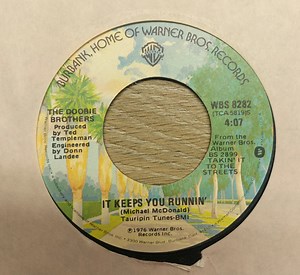 BURBANK, HOME OF WARNER BROS. RECORDS
THE DOOBIE
BROTHERS
Produced by
Ted
Templeman
Engineered by
Donn
Landee
WBS 8282
4:07
From the
Warner Bros.
Album
BS 2899
TAKIN' IT
TO THE
STREETS
IT KEEPS YOU RUNNIN'
(Michael McDonald)
Tauripin Tunes-BMI
℗1976 Warner Bros.
Records Inc.